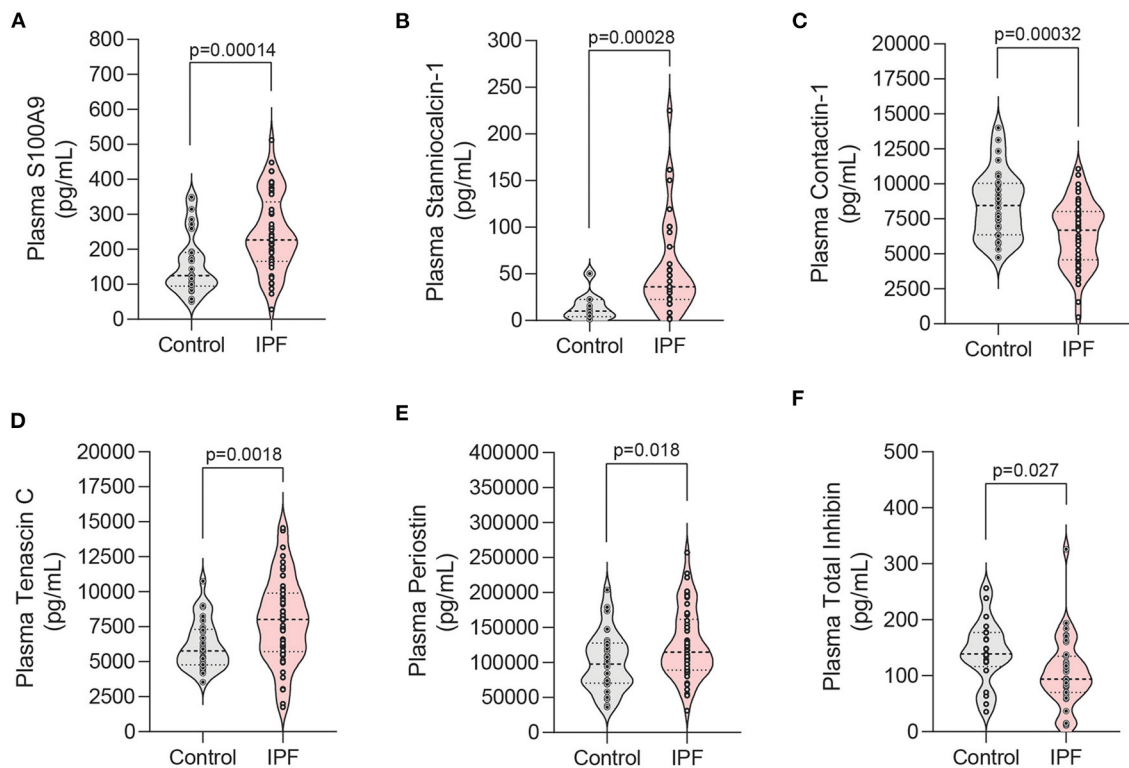 A
Plasma S100A9
(pg/mL)
800
700
600
500
400
300
200
100
0
p=0.00014
Control
IPF
B
Plasma Stanniocalcin-1
(pg/mL)
300
250
200
150
100
50
0
p=0.00028
Control
IPF
C
Plasma Contactin-1
(pg/mL)
20000
17500
15000
12500
10000
7500
5000
2500
0
p=0.00032
Control
IPF
D
Plasma Tenascin C
(pg/mL)
20000
17500
15000
12500
10000
7500
5000
2500
0
p=0.0018
Control
IPF
E
Plasma Periostin
(pg/mL)
400000
350000
300000
250000
200000
150000
100000
50000
0
p=0.018
Control
IPF
F
Plasma Total Inhibin
(pg/mL)
500
400
300
200
100
0
p=0.027
Control
IPF